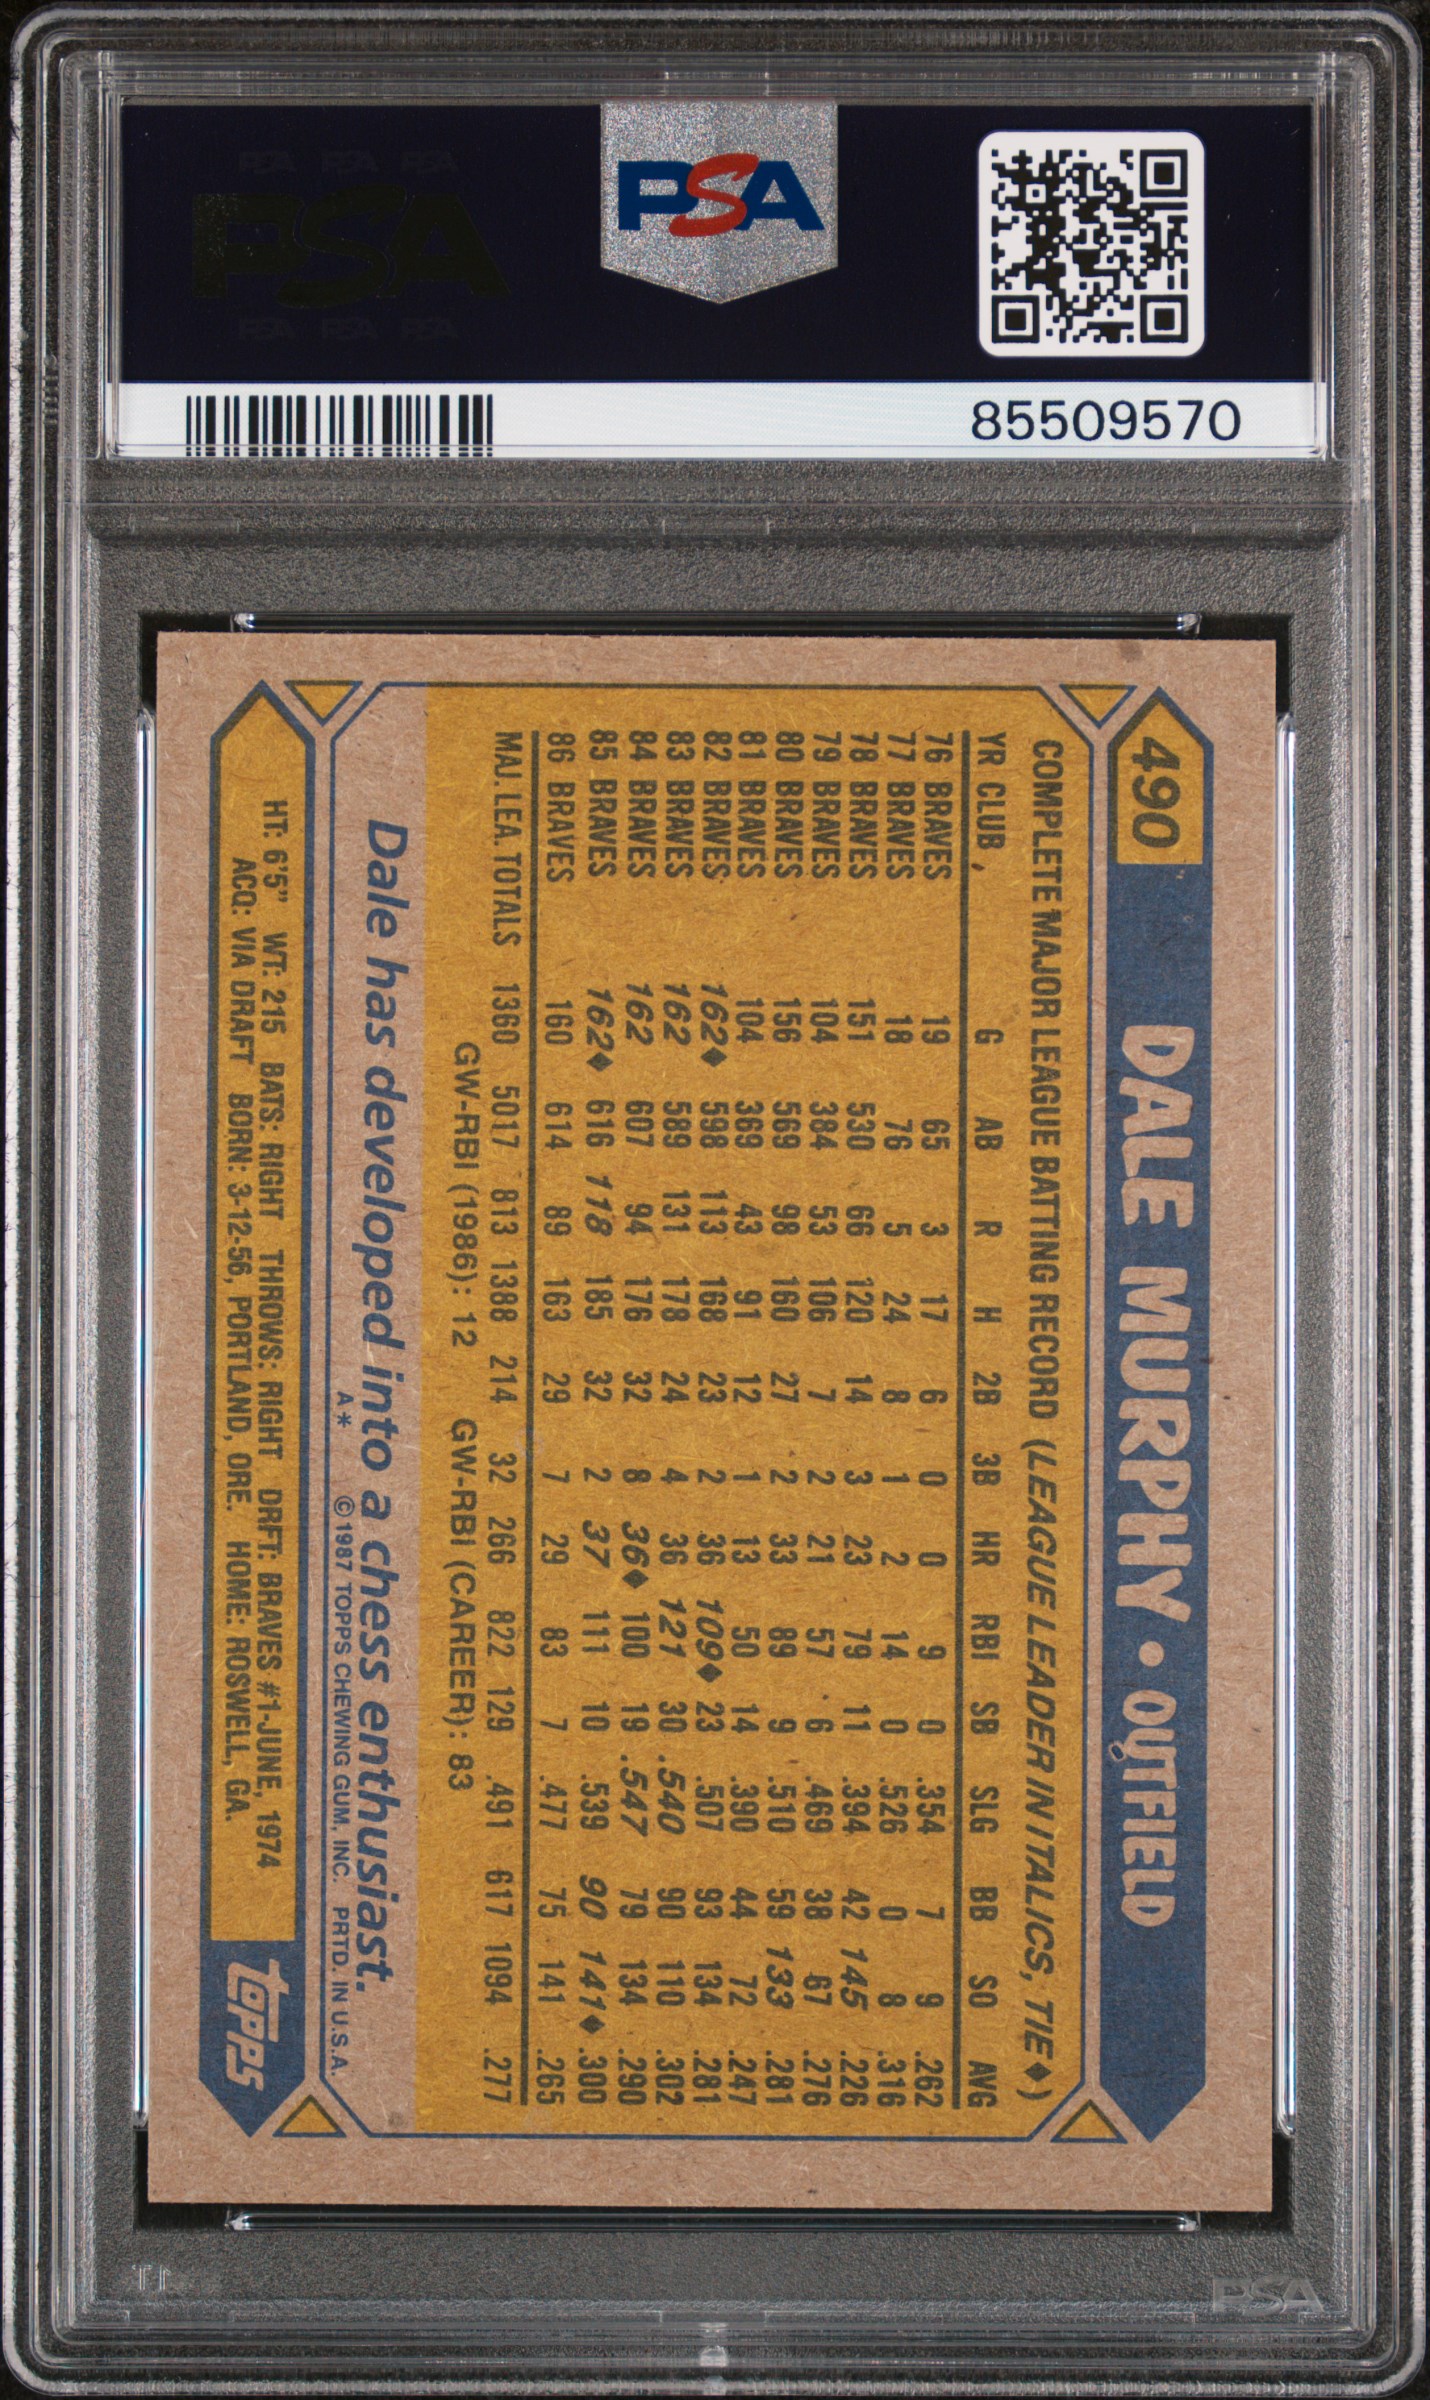 PSA
85509570
490 DALE MURPHY • OUTFIELD
COMPLETE MAJOR LEAGUE BATTING RECORD (LEAGUE LEADER IN ITALICS, TIE◆)
YR CLUB G AB R H 2B 3B HR RBI SB SLG BB SO AVG
76 BRAVES 19 65 3 17 6 0 0 9 0 .354 7 9 .262
77 BRAVES 18 76 5 24 8 1 2 14 0 .526 0 8 .316
78 BRAVES 151 530 66 120 14 3 23 79 11 .394 42 145 .226
79 BRAVES 104 384 53 106 7 2 21 57 6 .469 38 67 .276
80 BRAVES 156 569 98 160 27 2 33 89 9 .510 59 133 .281
81 BRAVES 104 369 43 91 12 1 13 50 14 .390 44 72 .247
82 BRAVES 162◆ 598 113 168 23 2 36 109◆ 23 .507 93 134 .281
83 BRAVES 162 589 131 178 24 4 36 121 30 .540 90 110 .302
84 BRAVES 162 607 94 176 32 8 36◆ 100 19 .547 79 134 .290
85 BRAVES 162◆ 616 118 185 32 2 37 111 10 .539 90 141◆ .300
86 BRAVES 160 614 89 163 29 7 29 83 7 .477 75 141 .265
MAJ. LEA. TOTALS 1360 5017 813 1388 214 32 266 822 129 .491 617 1094 .277
GW-RBI (1986): 12 GW-RBI (CAREER): 83
Dale has developed into a chess enthusiast.
A* ©1987 TOPPS CHEWING GUM, INC. PRTD. IN U.S.A.
HT: 6'5" WT: 215 BATS: RIGHT THROWS: RIGHT DRFT: BRAVES #1-JUNE, 1974
ACQ: VIA DRAFT BORN: 3-12-56, PORTLAND, ORE. HOME: ROSWELL, GA.
topps
PSA